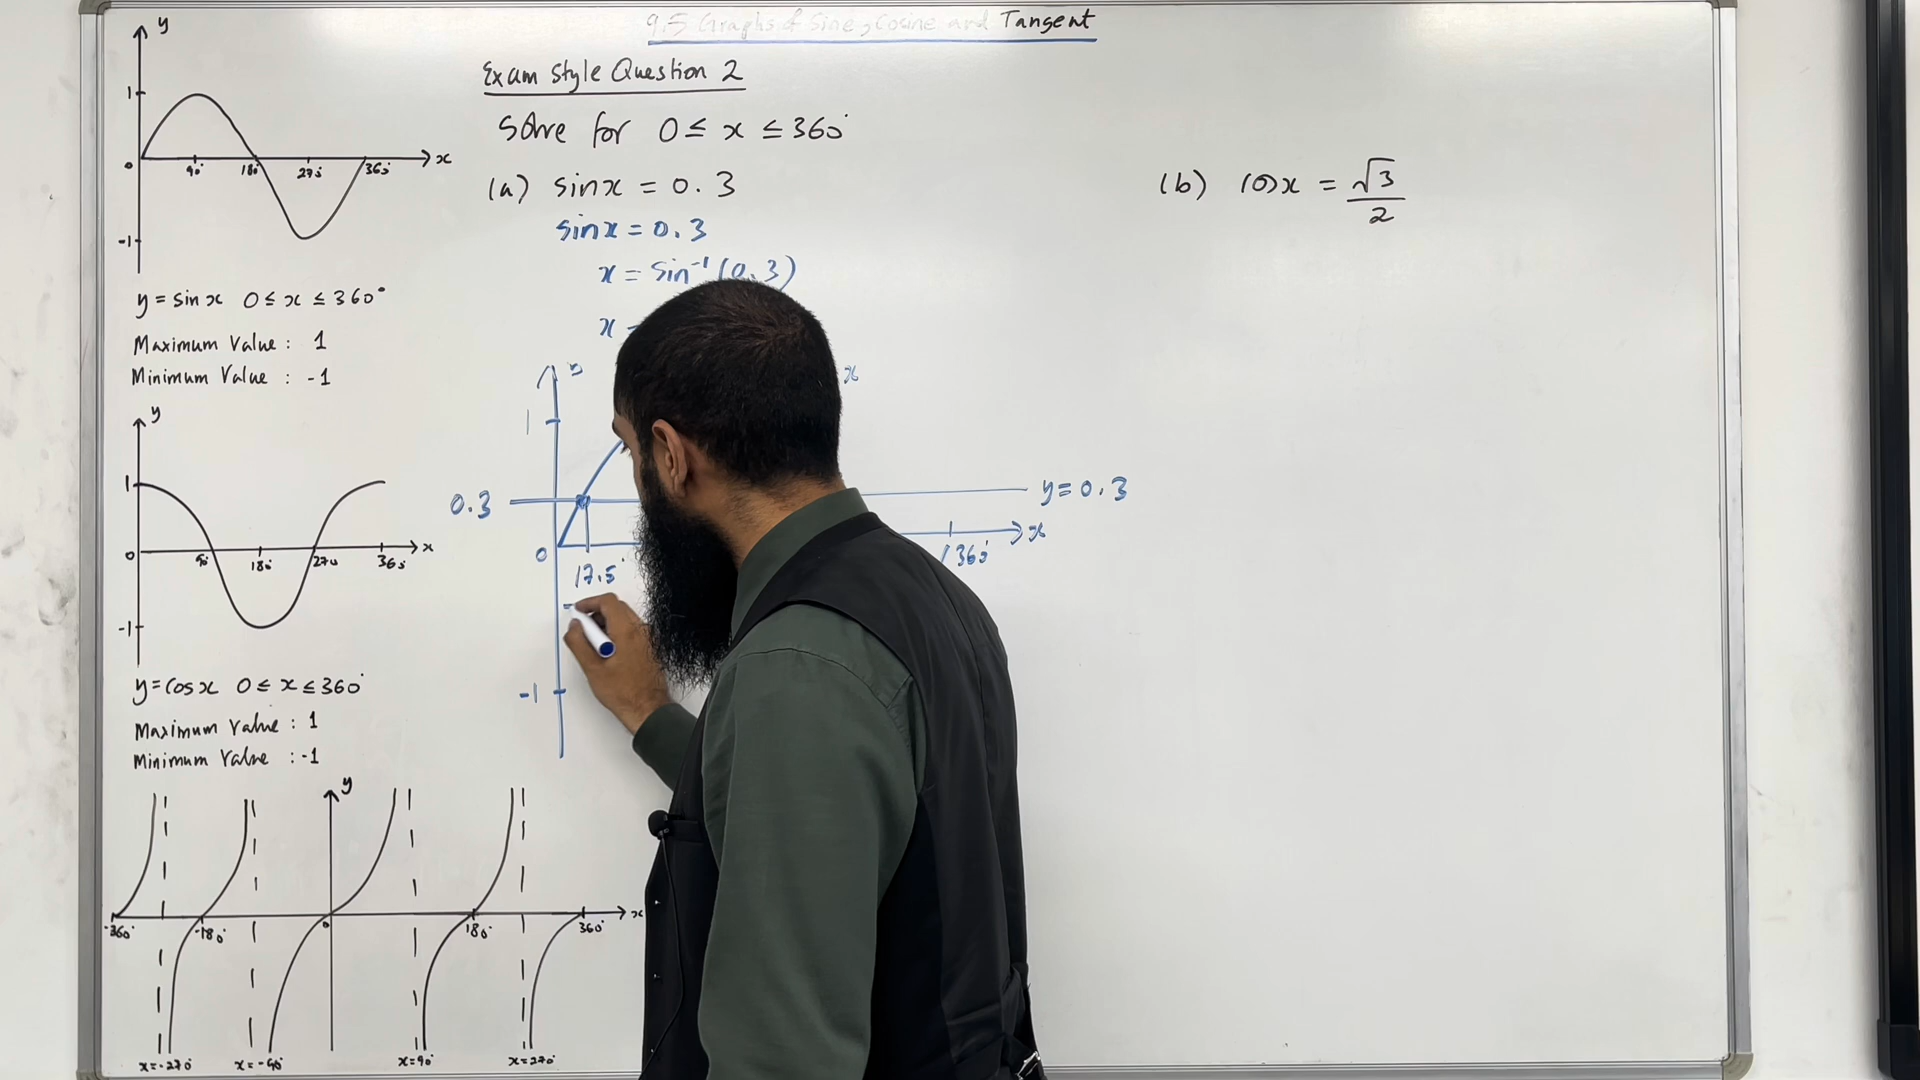 9.5 Graphs of Sine, Cosine and Tangent
y
1
0
90°
180°
270°
360°
x
-1
y = sin x 0 ≤ x ≤ 360°
Maximum Value : 1
Minimum Value : -1
y
1
0
90°
180°
270
360
x
-1
y = cos x 0 ≤ x ≤ 360°
Maximum Value : 1
Minimum Value : -1
y
-360°
-180°
0
180°
360°
x
x = -270°
x = -90°
x = 90°
x = 270°
Exam Style Question 2
Solve for 0 ≤ x ≤ 360°
(a) sin x = 0.3
sin x = 0.3
x = sin⁻¹ (0.3)
x =
y
x
1
0.3
y = 0.3
0
17.5°
360°
x
-1
(b) cos x = √3/2